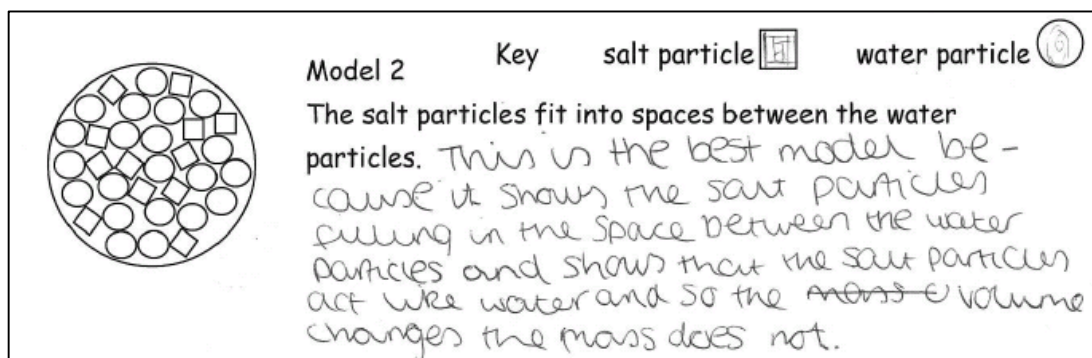 Key salt particle water particle
Model 2
The salt particles fit into spaces between the water
particles. This is the best model be-
cause it shows the salt particles
filling in the space between the water
particles and shows that the salt particles
act like water and so the mass volume
changes the mass does not.